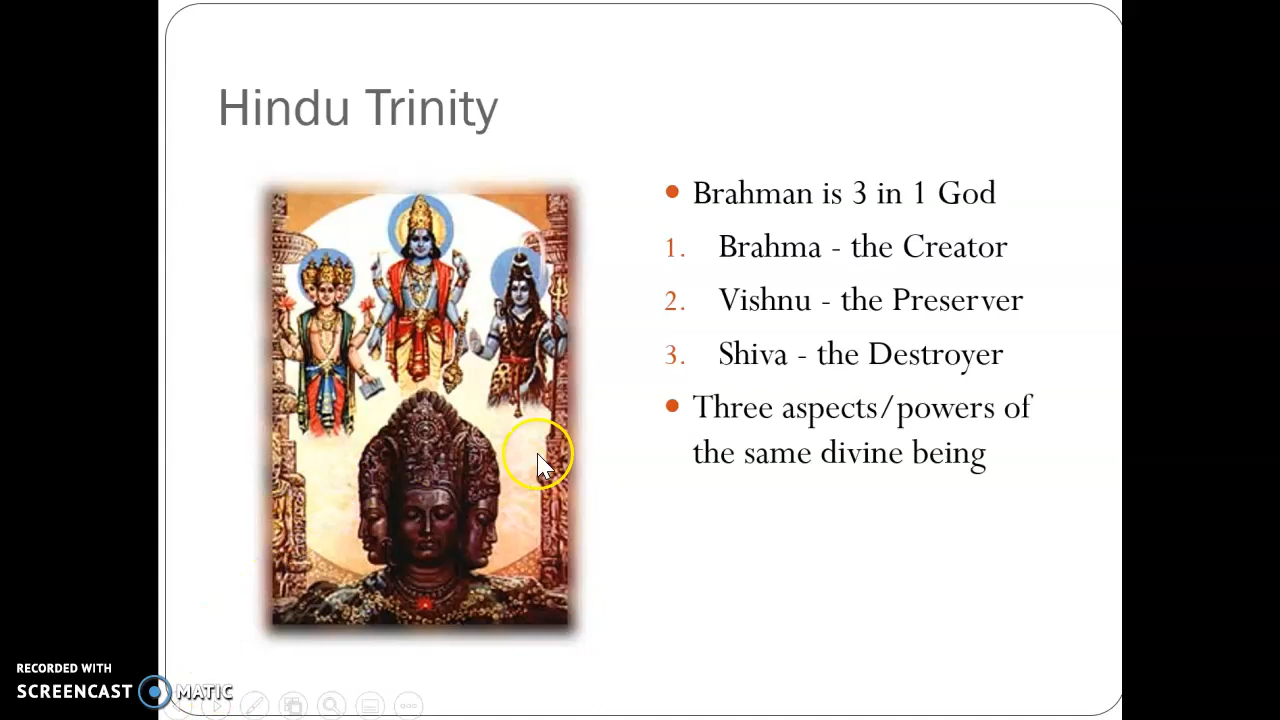 Hindu Trinity
• Brahman is 3 in 1 God
1. Brahma - the Creator
2. Vishnu - the Preserver
3. Shiva - the Destroyer
• Three aspects/powers of
the same divine being
RECORDED WITH
SCREENCAST MATIC